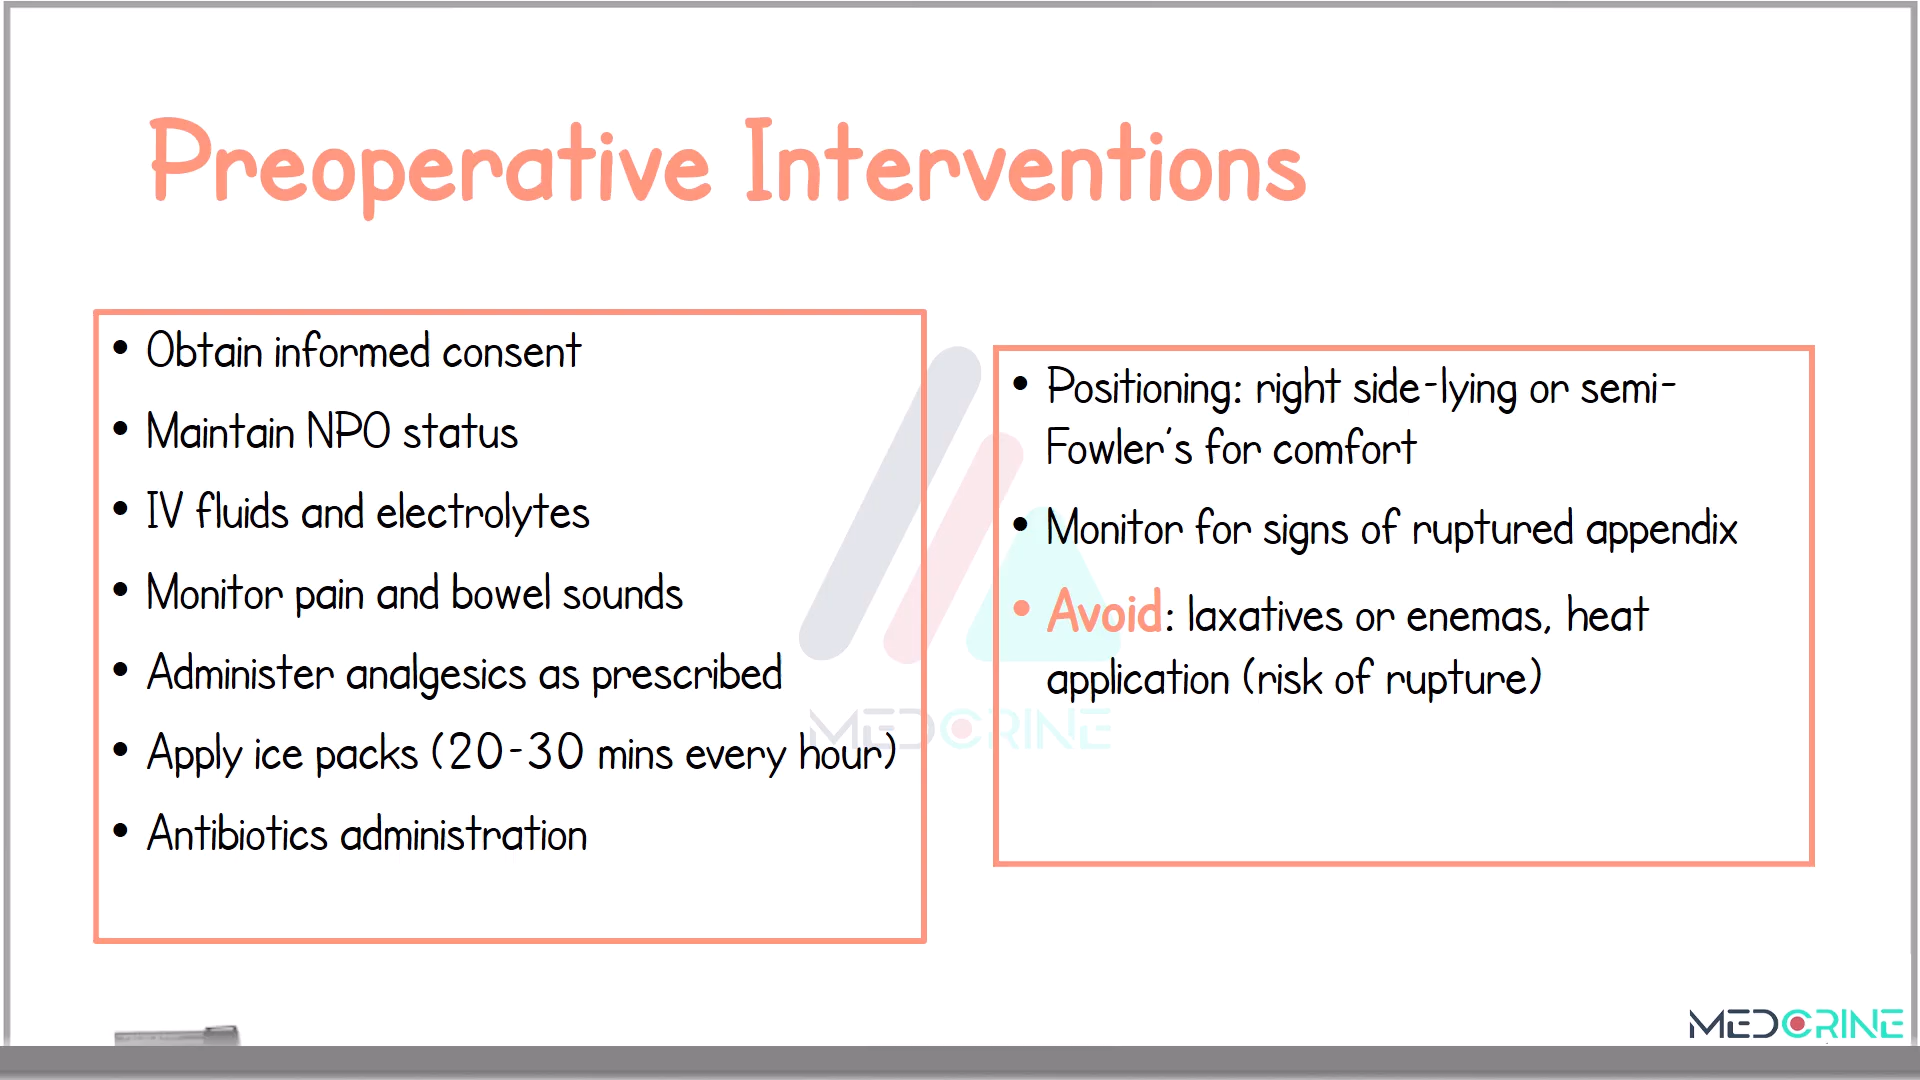 Preoperative Interventions
• Obtain informed consent
• Maintain NPO status
• IV fluids and electrolytes
• Monitor pain and bowel sounds
• Administer analgesics as prescribed
• Apply ice packs (20-30 mins every hour)
• Antibiotics administration
• Positioning: right side-lying or semi-
Fowler's for comfort
• Monitor for signs of ruptured appendix
• Avoid: laxatives or enemas, heat
application (risk of rupture)
MEDCRINE
MEDCRINE